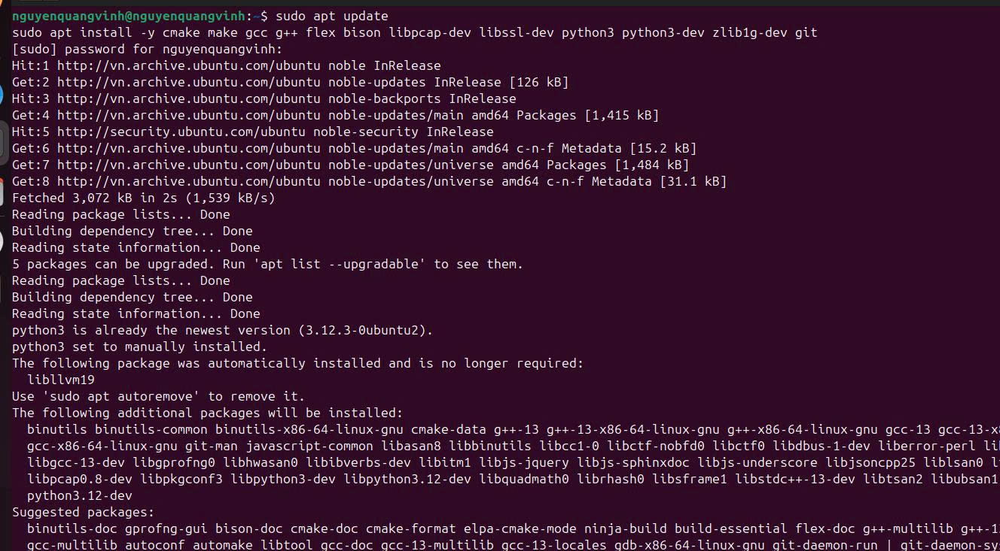 nguyenquangvinh@nguyenquangvinh:~$ sudo apt update
sudo apt install -y cmake make gcc g++ flex bison libpcap-dev libssl-dev python3 python3-dev zlib1g-dev git
[sudo] password for nguyenquangvinh:
Hit:1 http://vn.archive.ubuntu.com/ubuntu noble InRelease
Get:2 http://vn.archive.ubuntu.com/ubuntu noble-updates InRelease [126 kB]
Hit:3 http://vn.archive.ubuntu.com/ubuntu noble-backports InRelease
Get:4 http://vn.archive.ubuntu.com/ubuntu noble-updates/main amd64 Packages [1,415 kB]
Hit:5 http://security.ubuntu.com/ubuntu noble-security InRelease
Get:6 http://vn.archive.ubuntu.com/ubuntu noble-updates/main amd64 c-n-f Metadata [15.2 kB]
Get:7 http://vn.archive.ubuntu.com/ubuntu noble-updates/universe amd64 Packages [1,484 kB]
Get:8 http://vn.archive.ubuntu.com/ubuntu noble-updates/universe amd64 c-n-f Metadata [31.1 kB]
Fetched 3,072 kB in 2s (1,539 kB/s)
Reading package lists... Done
Building dependency tree... Done
Reading state information... Done
5 packages can be upgraded. Run 'apt list --upgradable' to see them.
Reading package lists... Done
Building dependency tree... Done
Reading state information... Done
python3 is already the newest version (3.12.3-0ubuntu2).
python3 set to manually installed.
The following package was automatically installed and is no longer required:
  libllvm19
Use 'sudo apt autoremove' to remove it.
The following additional packages will be installed:
  binutils binutils-common binutils-x86-64-linux-gnu cmake-data g++-13 g++-13-x86-64-linux-gnu g++-x86-64-linux-gnu gcc-13 gcc-13-x8
  gcc-x86-64-linux-gnu git-man javascript-common libasan8 libbinutils libcc1-0 libctf-nobfd0 libctf0 libdbus-1-dev liberror-perl
  libgcc-13-dev libgprofng0 libhwasan0 libibverbs-dev libitm1 libjs-jquery libjs-sphinxdoc libjs-underscore libjsoncpp25 liblsan0
  libpcap0.8-dev libpkgconf3 libpython3-dev libpython3.12-dev libquadmath0 librhash0 libsframe1 libstdc++-13-dev libtsan2 libubsan1
  python3.12-dev
Suggested packages:
  binutils-doc gprofng-gui bison-doc cmake-doc cmake-format elpa-cmake-mode ninja-build build-essential flex-doc g++-multilib g++-1
  gcc-multilib autoconf automake libtool gcc-doc gcc-13-multilib gcc-13-locales gdb-x86-64-linux-gnu git-daemon-run | git-daemon-sy